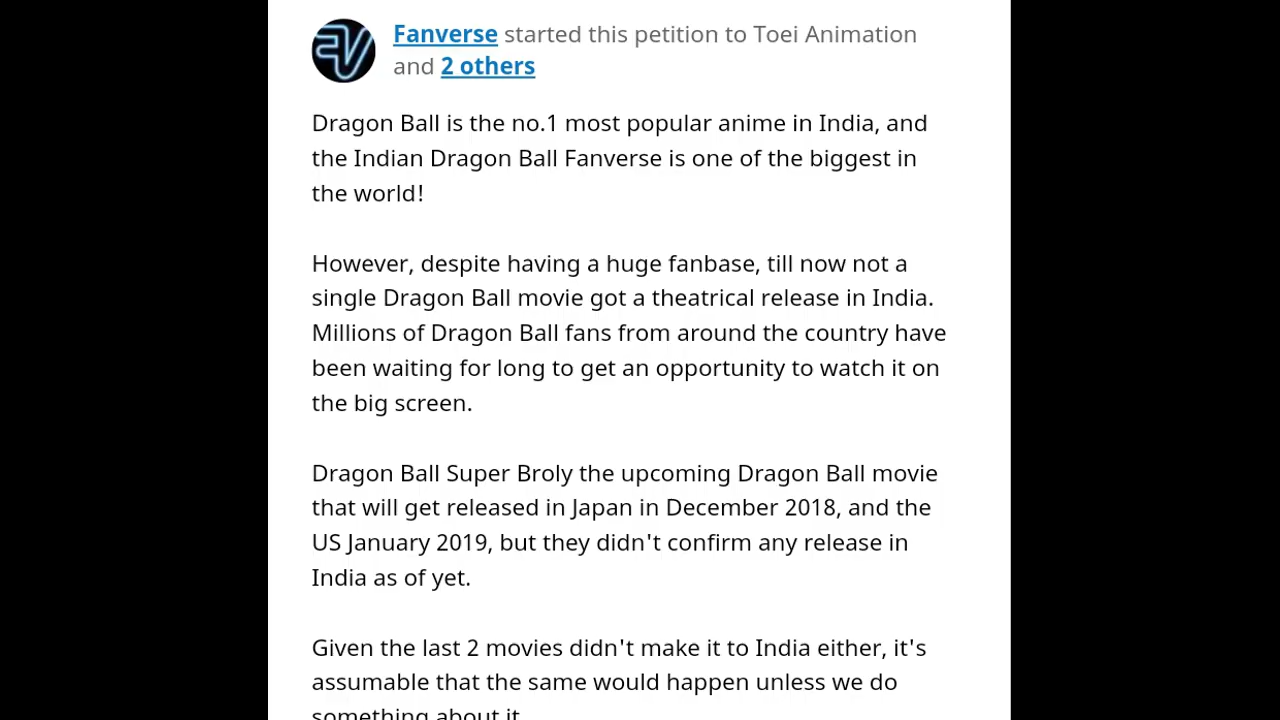 Fanverse started this petition to Toei Animation
and 2 others
Dragon Ball is the no.1 most popular anime in India, and
the Indian Dragon Ball Fanverse is one of the biggest in
the world!
However, despite having a huge fanbase, till now not a
single Dragon Ball movie got a theatrical release in India.
Millions of Dragon Ball fans from around the country have
been waiting for long to get an opportunity to watch it on
the big screen.
Dragon Ball Super Broly the upcoming Dragon Ball movie
that will get released in Japan in December 2018, and the
US January 2019, but they didn't confirm any release in
India as of yet.
Given the last 2 movies didn't make it to India either, it's
assumable that the same would happen unless we do
something about it